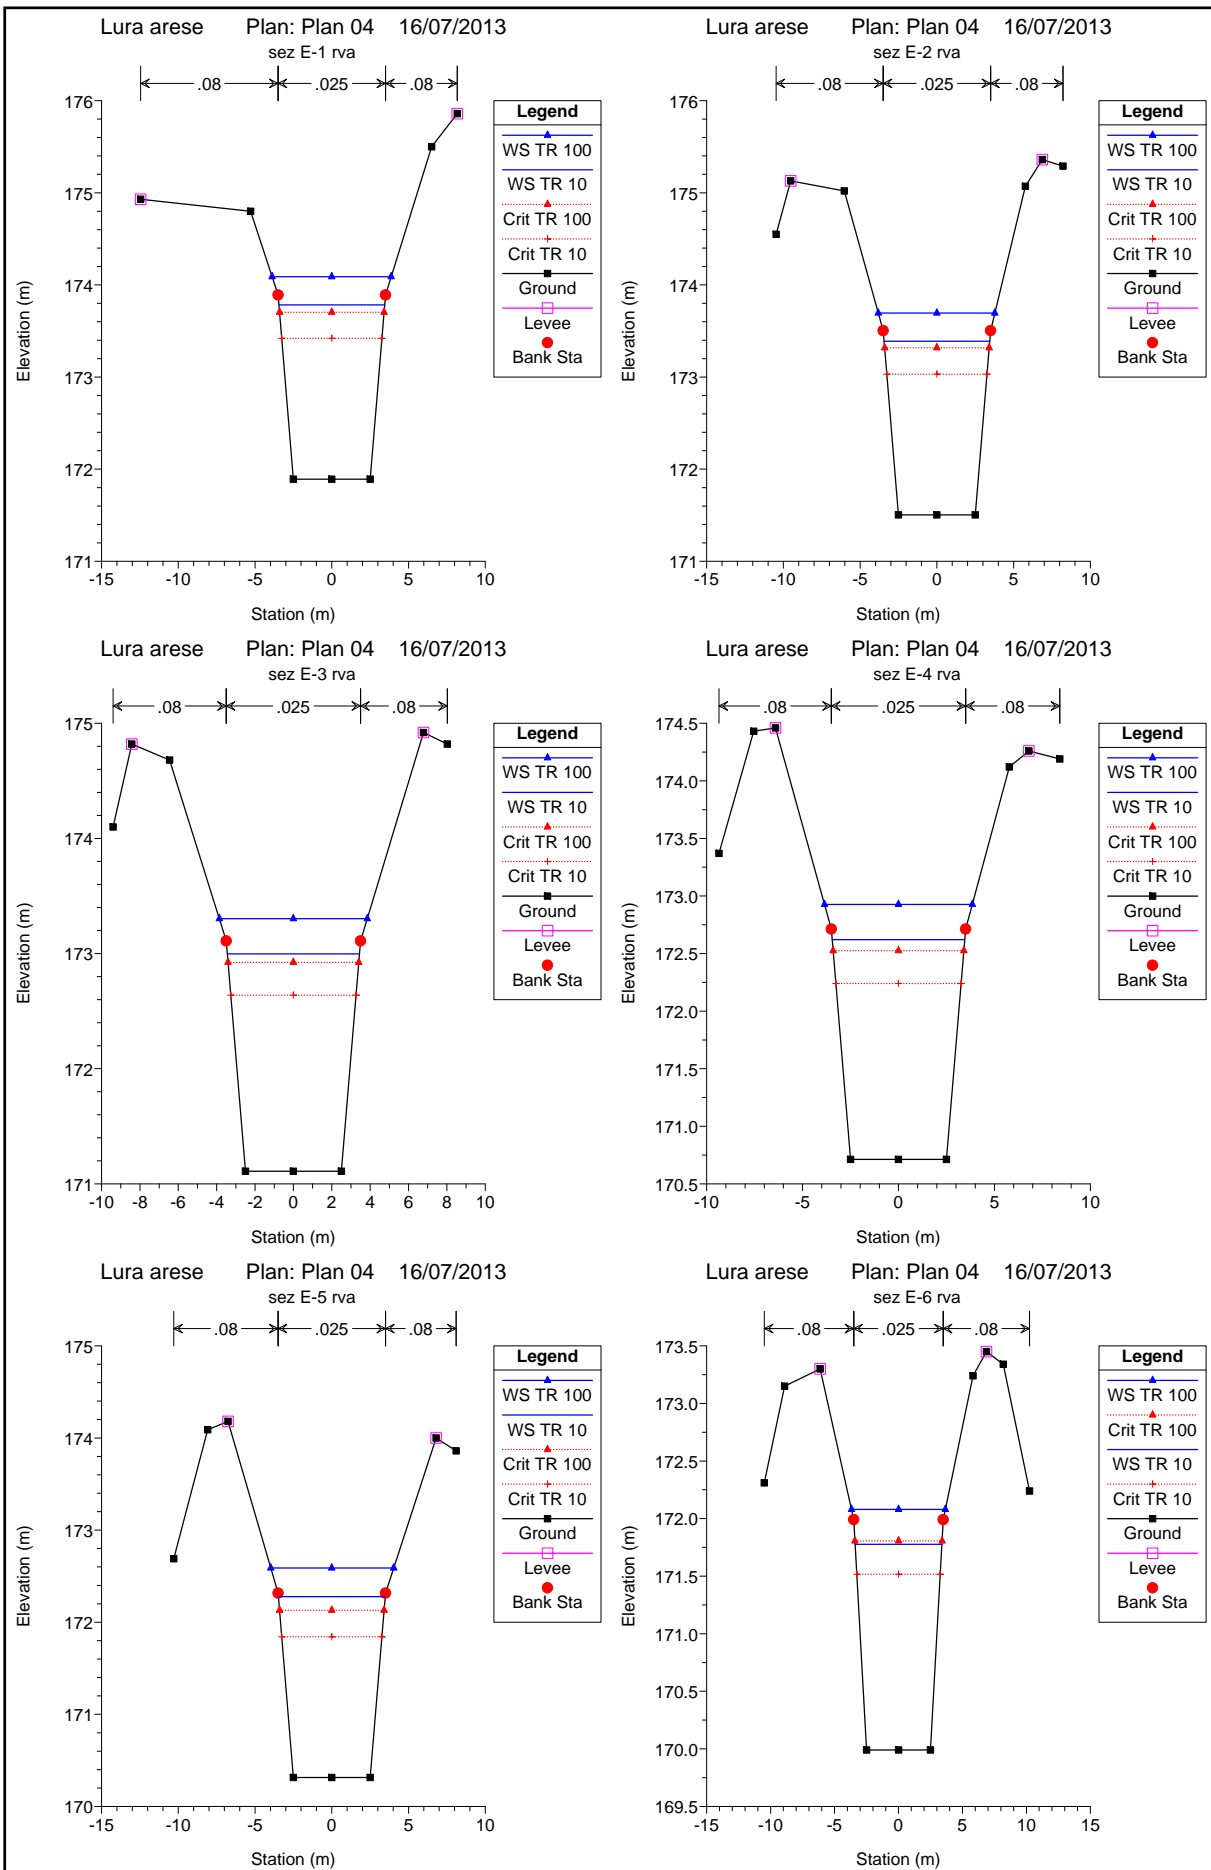 Lura arese Plan: Plan 04 16/07/2013
sez E-1 rva
.08 .025 .08
Legend
WS TR 100
WS TR 10
Crit TR 100
Crit TR 10
Ground
Levee
Bank Sta
176
175
174
173
172
171
Elevation (m)
-15 -10 -5 0 5 10
Station (m)
Lura arese Plan: Plan 04 16/07/2013
sez E-2 rva
.08 .025 .08
Legend
WS TR 100
WS TR 10
Crit TR 100
Crit TR 10
Ground
Levee
Bank Sta
176
175
174
173
172
171
Elevation (m)
-15 -10 -5 0 5 10
Station (m)
Lura arese Plan: Plan 04 16/07/2013
sez E-3 rva
.08 .025 .08
Legend
WS TR 100
WS TR 10
Crit TR 100
Crit TR 10
Ground
Levee
Bank Sta
175
174
173
172
171
Elevation (m)
-10 -8 -6 -4 -2 0 2 4 6 8 10
Station (m)
Lura arese Plan: Plan 04 16/07/2013
sez E-4 rva
.08 .025 .08
Legend
WS TR 100
WS TR 10
Crit TR 100
Crit TR 10
Ground
Levee
Bank Sta
174.5
174.0
173.5
173.0
172.5
172.0
171.5
171.0
170.5
Elevation (m)
-10 -5 0 5 10
Station (m)
Lura arese Plan: Plan 04 16/07/2013
sez E-5 rva
.08 .025 .08
Legend
WS TR 100
WS TR 10
Crit TR 100
Crit TR 10
Ground
Levee
Bank Sta
175
174
173
172
171
170
Elevation (m)
-15 -10 -5 0 5 10
Station (m)
Lura arese Plan: Plan 04 16/07/2013
sez E-6 rva
.08 .025 .08
Legend
WS TR 100
Crit TR 100
WS TR 10
Crit TR 10
Ground
Levee
Bank Sta
173.5
173.0
172.5
172.0
171.5
171.0
170.5
170.0
169.5
Elevation (m)
-15 -10 -5 0 5 10 15
Station (m)